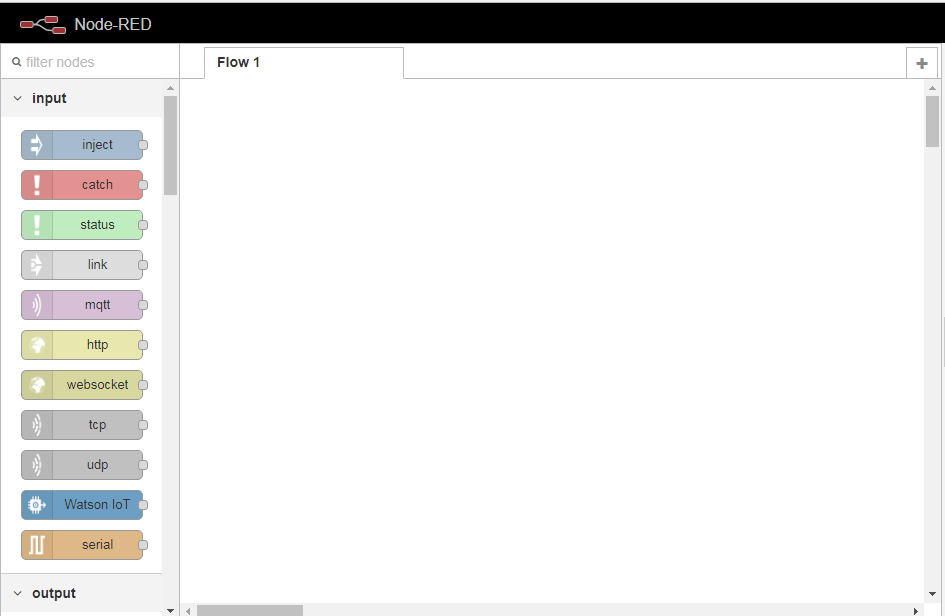 Node-RED
filter nodes
Flow 1
input
inject
catch
status
link
mqtt
http
websocket
tcp
udp
Watson IoT
serial
output